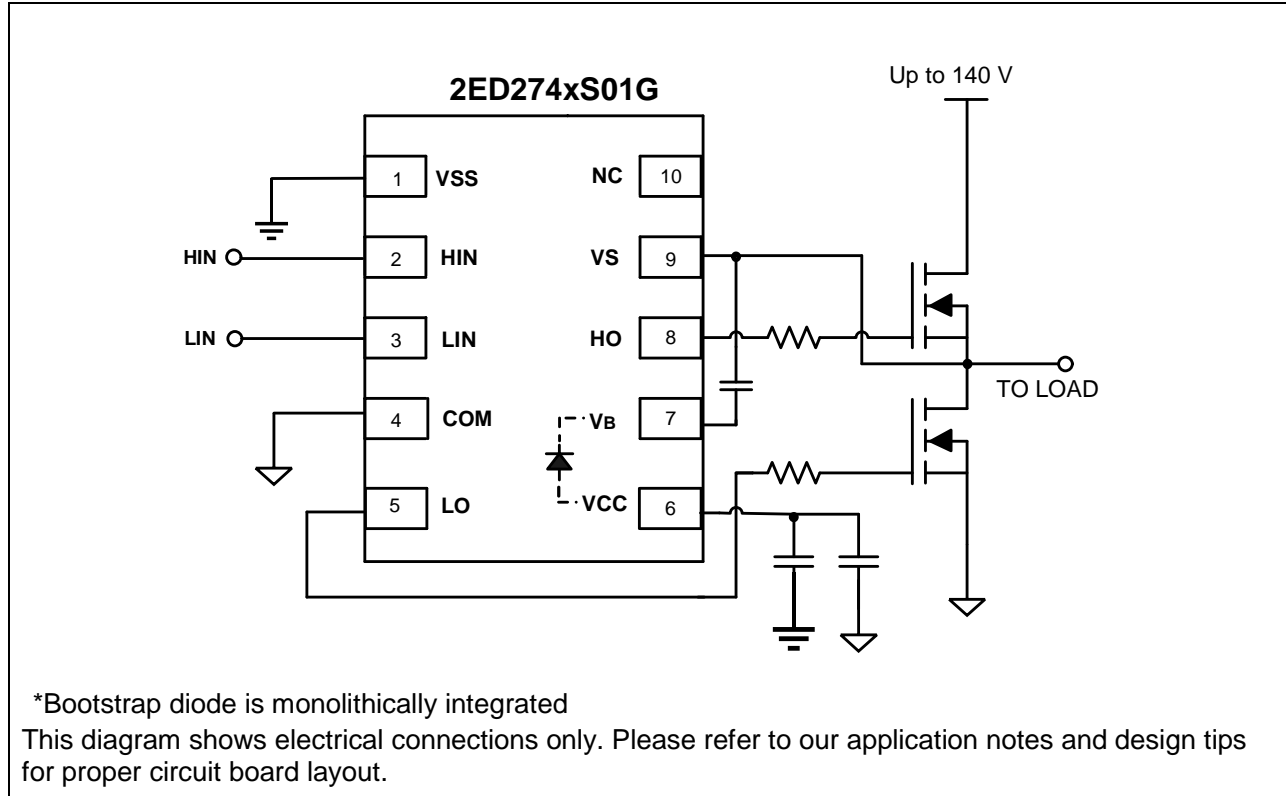 2ED274xS01G
Up to 140 V
1 VSS
NC 10
HIN
2 HIN
VS 9
LIN
3 LIN
HO 8
TO LOAD
4 COM
VB 7
5 LO
VCC 6
*Bootstrap diode is monolithically integrated
This diagram shows electrical connections only. Please refer to our application notes and design tips
for proper circuit board layout.